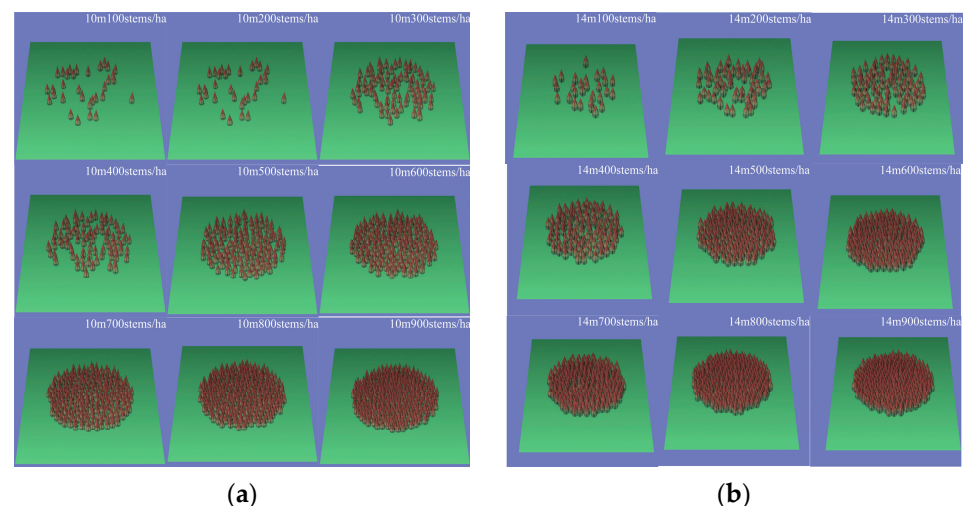 10m100stems/ha 10m200stems/ha 10m300stems/ha 14m100stems/ha 14m200stems/ha 14m300stems/ha
10m400stems/ha 10m500stems/ha 10m600stems/ha 14m400stems/ha 14m500stems/ha 14m600stems/ha
10m700stems/ha 10m800stems/ha 10m900stems/ha 14m700stems/ha 14m800stems/ha 14m900stems/ha
(a) (b)